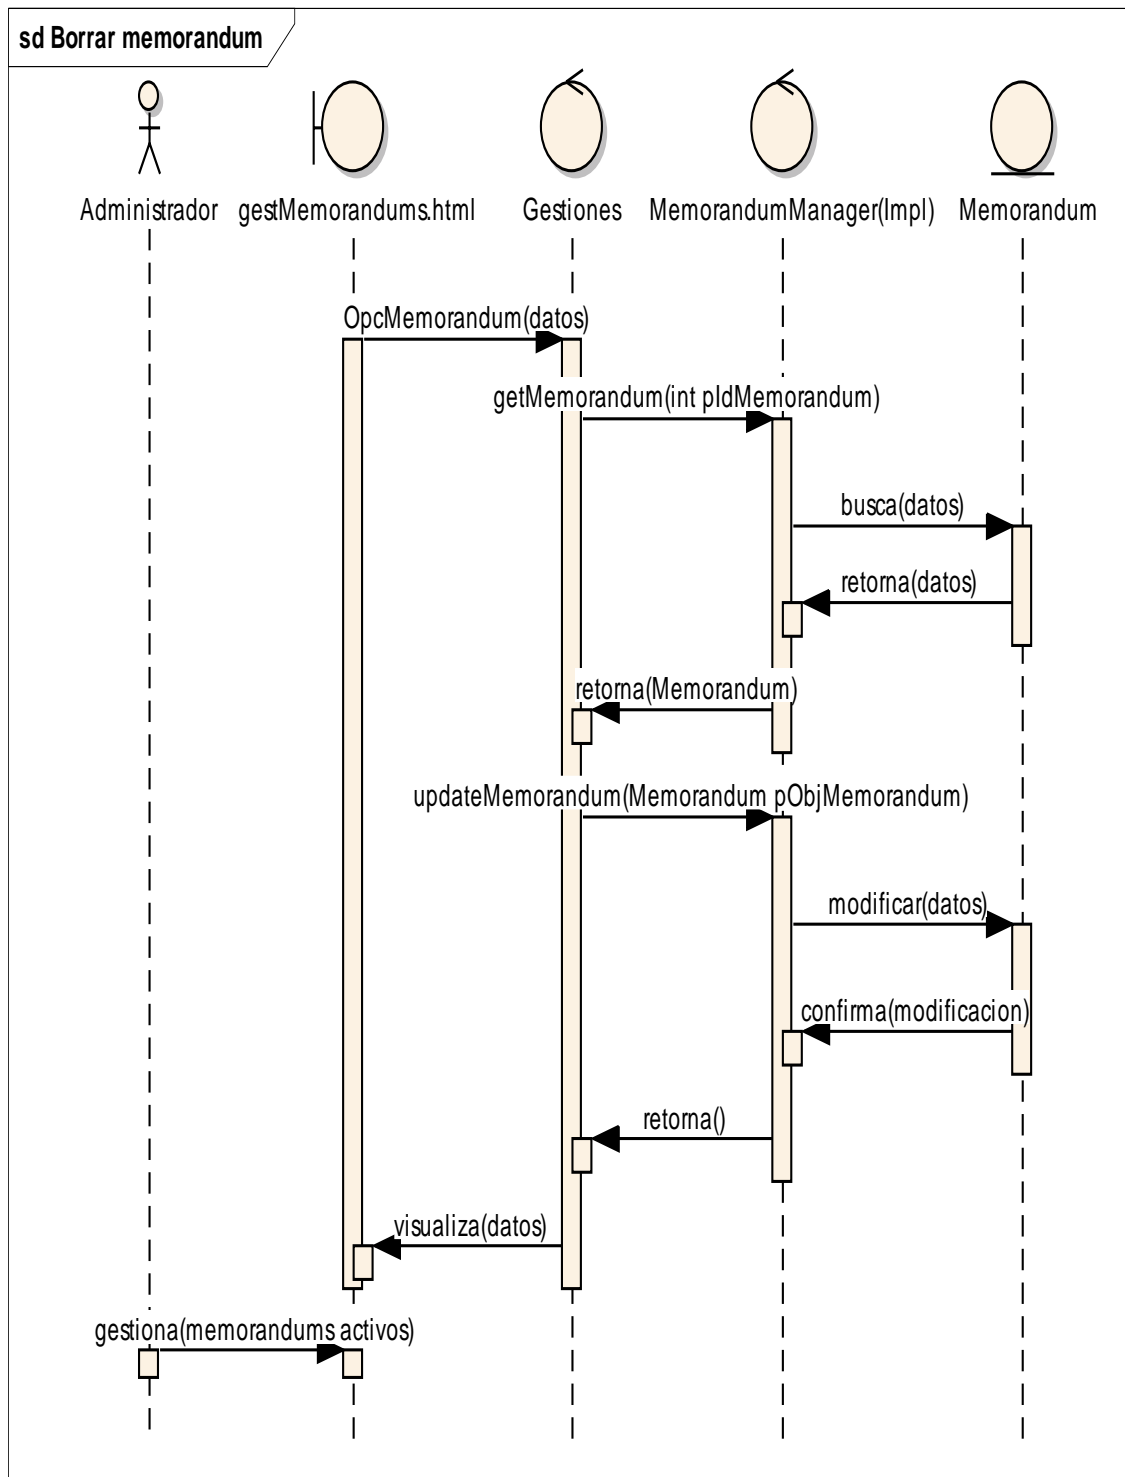 sd Borrar memorandum
Administrador
gestMemorandums.html
Gestiones
MemorandumManager(Impl)
Memorandum
OpcMemorandum(datos)
getMemorandum(int pIdMemorandum)
busca(datos)
retorna(datos)
retorna(Memorandum)
updateMemorandum(Memorandum pObjMemorandum)
modificar(datos)
confirma(modificacion)
retorna()
visualiza(datos)
gestiona(memorandums activos)